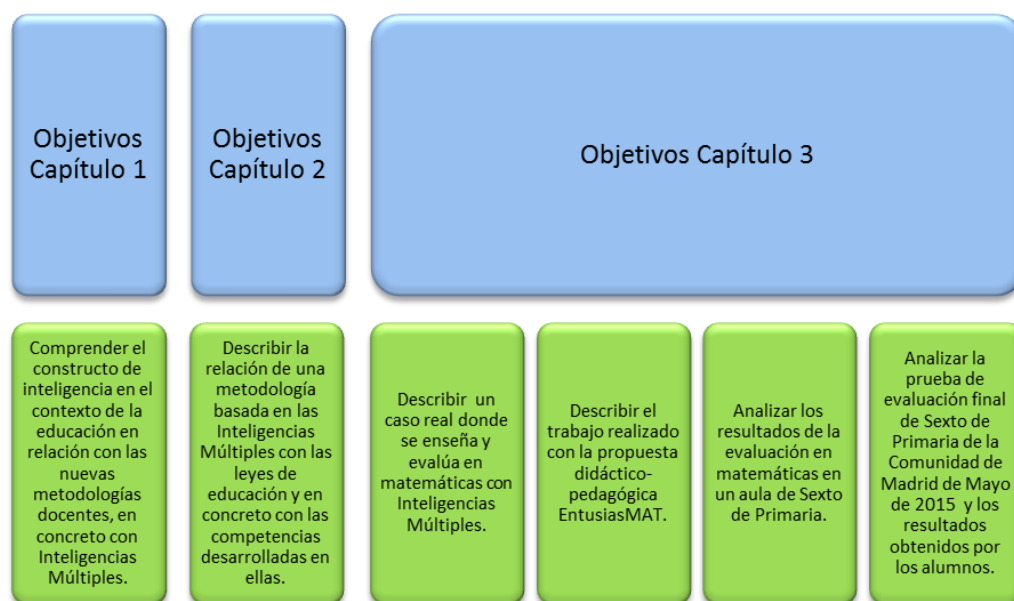 Objetivos
Capítulo 1
Objetivos
Capítulo 2
Objetivos Capítulo 3
Comprender el
constructo de
inteligencia en el
contexto de la
educación en
relación con las
nuevas
metodologías
docentes, en
concreto con
Inteligencias
Múltiples.
Describir la
relación de una
metodología
basada en las
Inteligencias
Múltiples con las
leyes de
educación y en
concreto con las
competencias
desarrolladas en
ellas.
Describir un
caso real donde
se enseña y
evalúa en
matemáticas con
Inteligencias
Múltiples.
Describir el
trabajo realizado
con la propuesta
didáctico-
pedagógica
EntusiasMAT.
Analizar los
resultados de la
evaluación en
matemáticas en
un aula de Sexto
de Primaria.
Analizar la
prueba de
evaluación final
de Sexto de
Primaria de la
Comunidad de
Madrid de Mayo
de 2015 y los
resultados
obtenidos por
los alumnos.